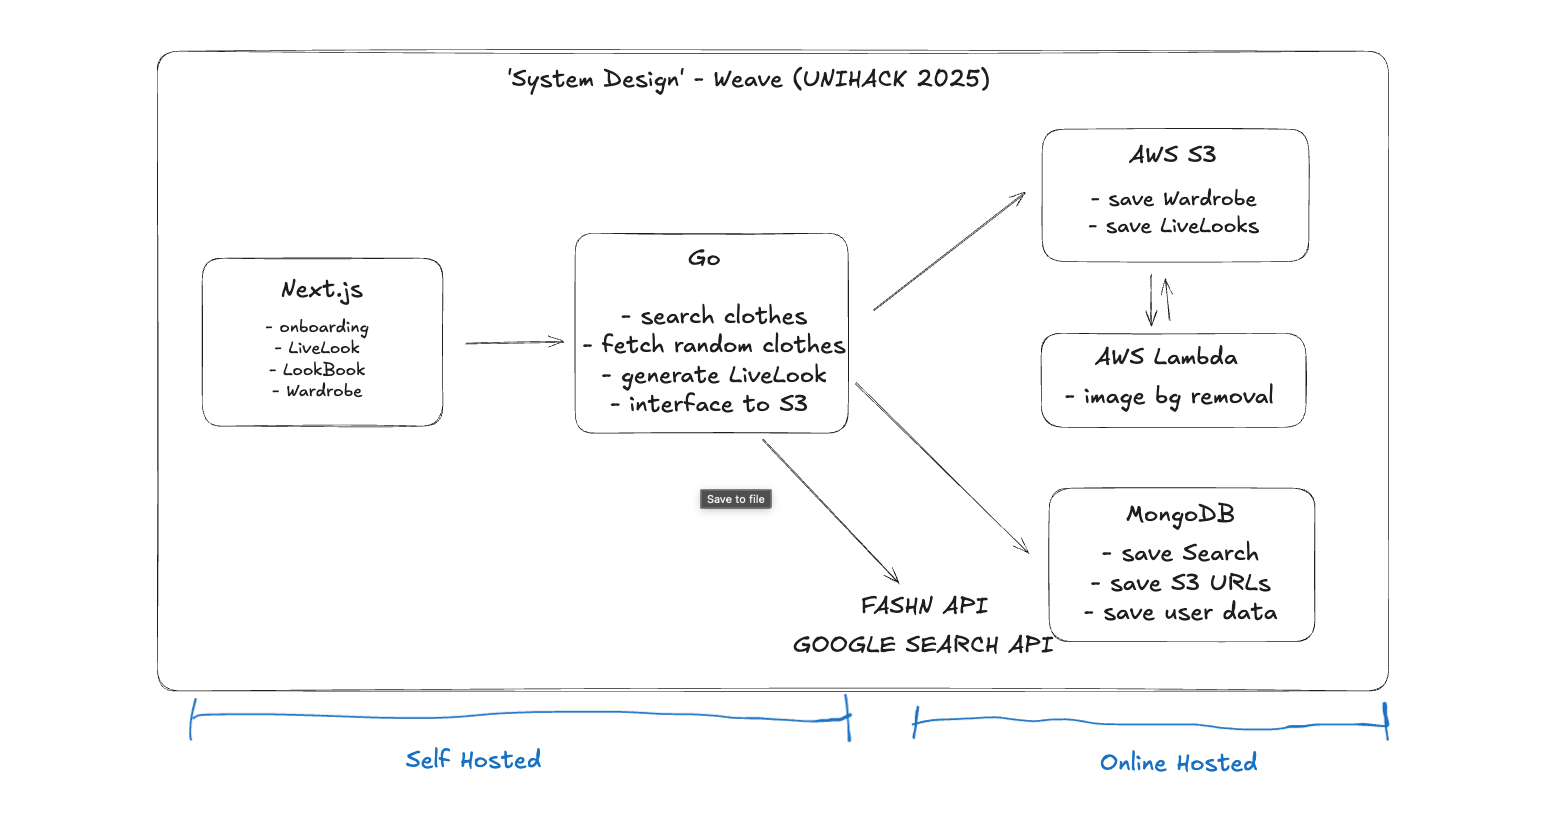 'System Design' - Weave (UNIHACK 2025)
Next.js
- onboarding
- LiveLook
- LookBook
- Wardrobe
Go
- search clothes
- fetch random clothes
- generate LiveLook
- interface to S3
AWS S3
- save Wardrobe
- save LiveLooks
AWS Lambda
- image bg removal
MongoDB
- save Search
- save S3 URLs
- save user data
Save to file
FASHN API
GOOGLE SEARCH API
Self Hosted
Online Hosted